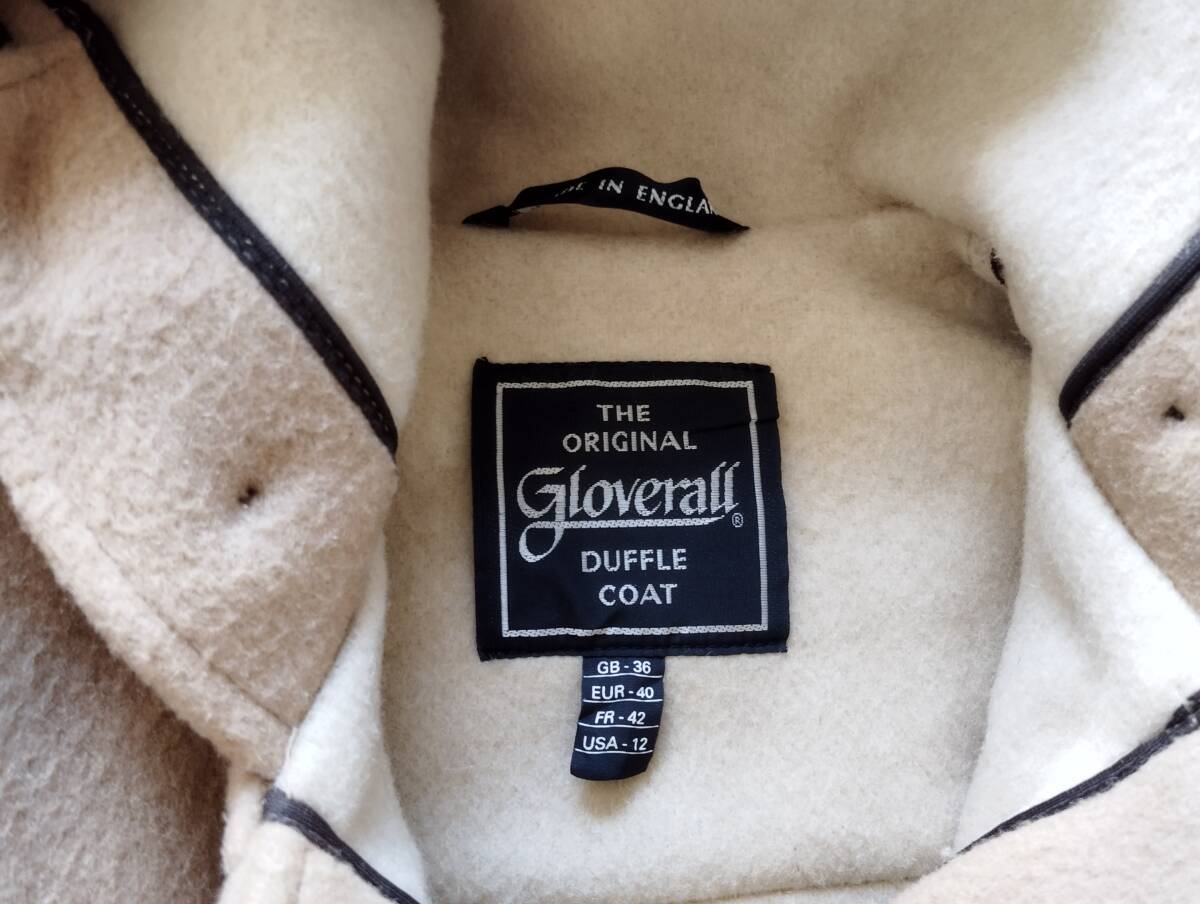 IN ENGLA
THE
ORIGINAL
Gloverall®
DUFFLE
COAT
GB - 36
EUR - 40
FR - 42
USA - 12